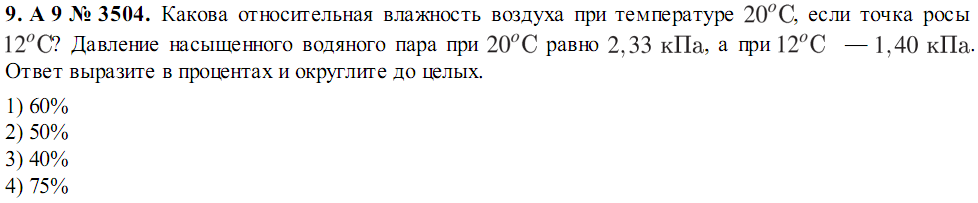 9. А 9 № 3504. Какова относительная влажность воздуха при температуре 20°C, если точка росы
12°C? Давление насыщенного водяного пара при 20°C равно 2,33 кПа, а при 12°C — 1,40 кПа.
Ответ выразите в процентах и округлите до целых.
1) 60%
2) 50%
3) 40%
4) 75%